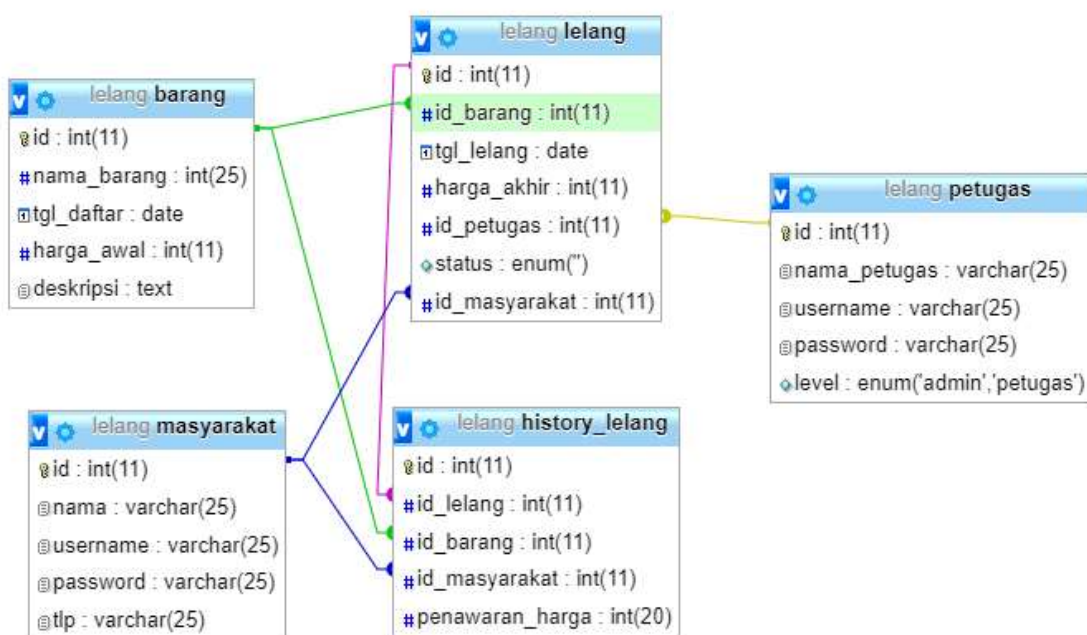 lelang barang
id : int(11)
nama_barang : int(25)
tgl_daftar : date
harga_awal : int(11)
deskripsi : text
lelang lelang
id : int(11)
id_barang : int(11)
tgl_lelang : date
harga_akhir : int(11)
id_petugas : int(11)
status : enum('')
id_masyarakat : int(11)
lelang petugas
id : int(11)
nama_petugas : varchar(25)
username : varchar(25)
password : varchar(25)
level : enum('admin','petugas')
lelang masyarakat
id : int(11)
nama : varchar(25)
username : varchar(25)
password : varchar(25)
tlp : varchar(25)
lelang history_lelang
id : int(11)
id_lelang : int(11)
id_barang : int(11)
id_masyarakat : int(11)
penawaran_harga : int(20)